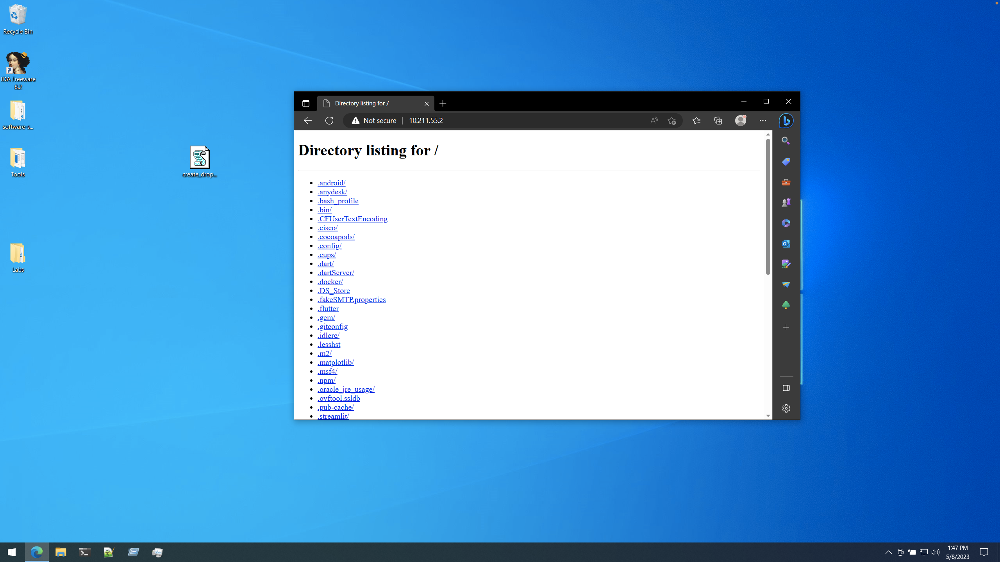 Recycle Bin
IDA Freeware
8.2
software-s...
Tools
Labs
create_drop...
Directory listing for /
Not secure
10.211.55.2
Directory listing for /
.android/
.anydesk/
.bash_profile
.bin/
.CFUserTextEncoding
.cisco/
.cocoapods/
.config/
.cups/
.dart/
.dartServer/
.docker/
.DS_Store
.fakeSMTP.properties
.flutter
.gem/
.gitconfig
.idlerc/
.lesshst
.m2/
.matplotlib/
.msf4/
.npm/
.oracle_jre_usage/
.ovftool.ssldb
.pub-cache/
.streamlit/
1:47 PM
5/8/2023